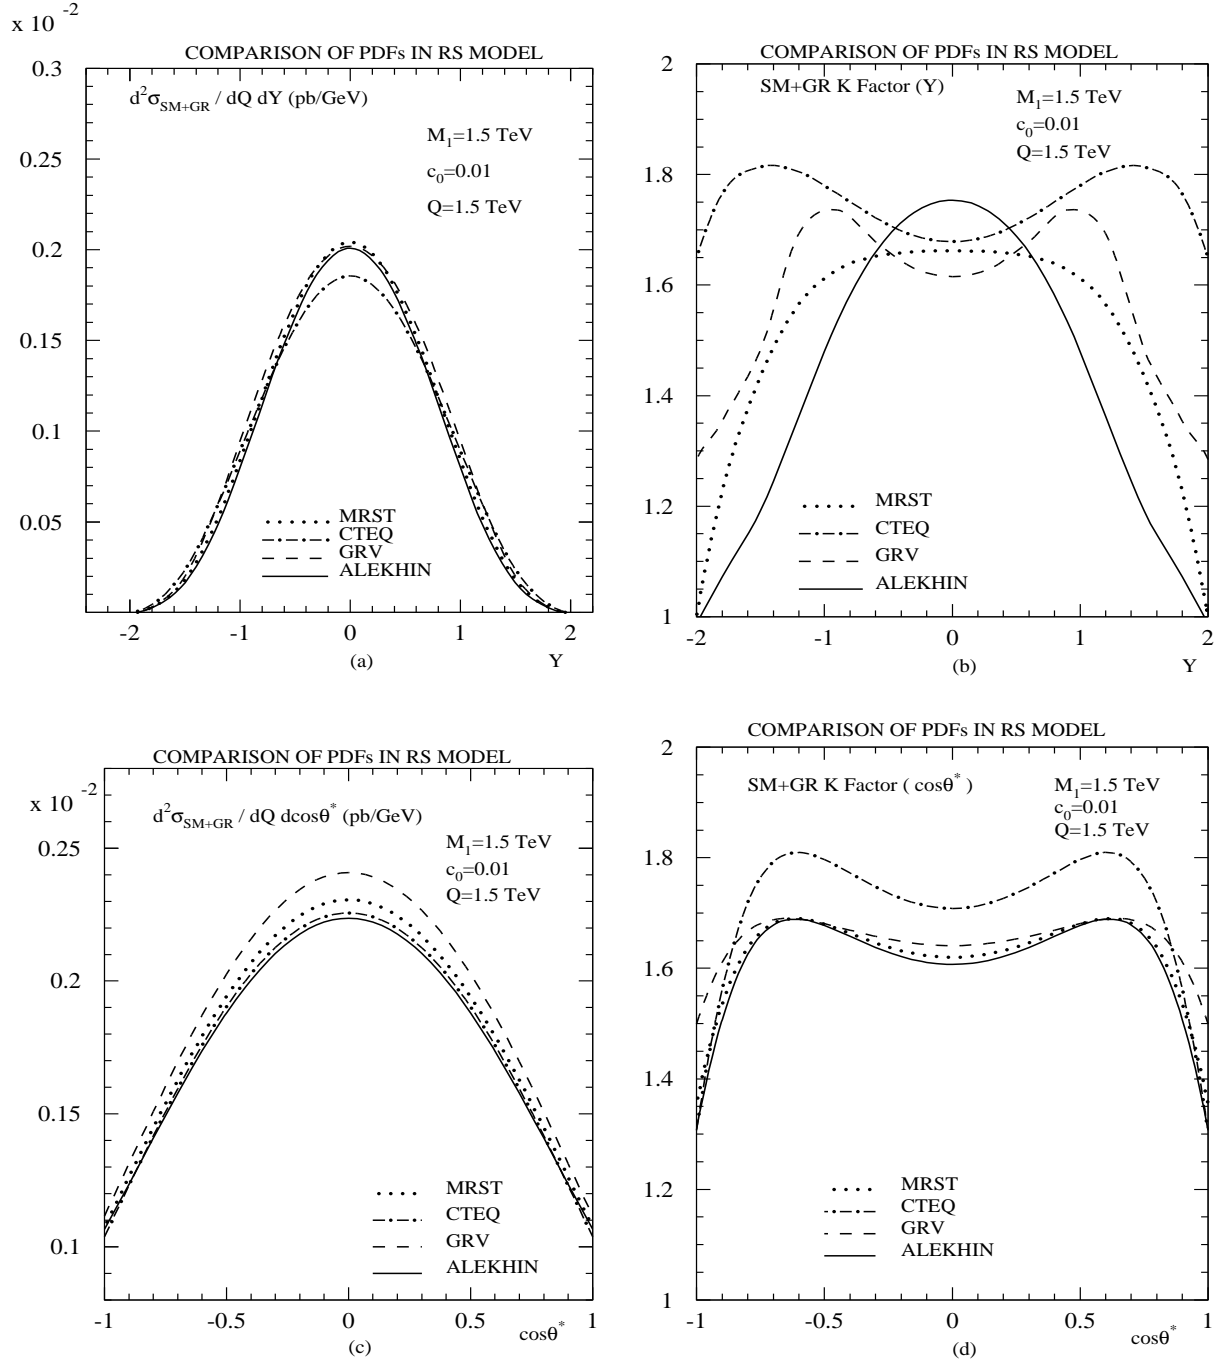 x 10 -2
COMPARISON OF PDFs IN RS MODEL
d²σSM+GR / dQ dY (pb/GeV)
M1=1.5 TeV
c0=0.01
Q=1.5 TeV
0.3
0.25
0.2
0.15
0.1
0.05
MRST
CTEQ
GRV
ALEKHIN
-2 -1 0 1 2
(a) Y
COMPARISON OF PDFs IN RS MODEL
SM+GR K Factor (Y)
M1=1.5 TeV
c0=0.01
Q=1.5 TeV
2
1.8
1.6
1.4
1.2
1
MRST
CTEQ
GRV
ALEKHIN
-2 -1 0 1 2
(b) Y
COMPARISON OF PDFs IN RS MODEL
x 10 -2
d²σSM+GR / dQ dcosθ* (pb/GeV)
M1=1.5 TeV
c0=0.01
Q=1.5 TeV
0.25
0.2
0.15
0.1
MRST
CTEQ
GRV
ALEKHIN
-1 -0.5 0 0.5 1
(c) cosθ*
COMPARISON OF PDFs IN RS MODEL
SM+GR K Factor ( cosθ* )
M1=1.5 TeV
c0=0.01
Q=1.5 TeV
2
1.8
1.6
1.4
1.2
1
MRST
CTEQ
GRV
ALEKHIN
-1 -0.5 0 0.5 1
(d) cosθ*